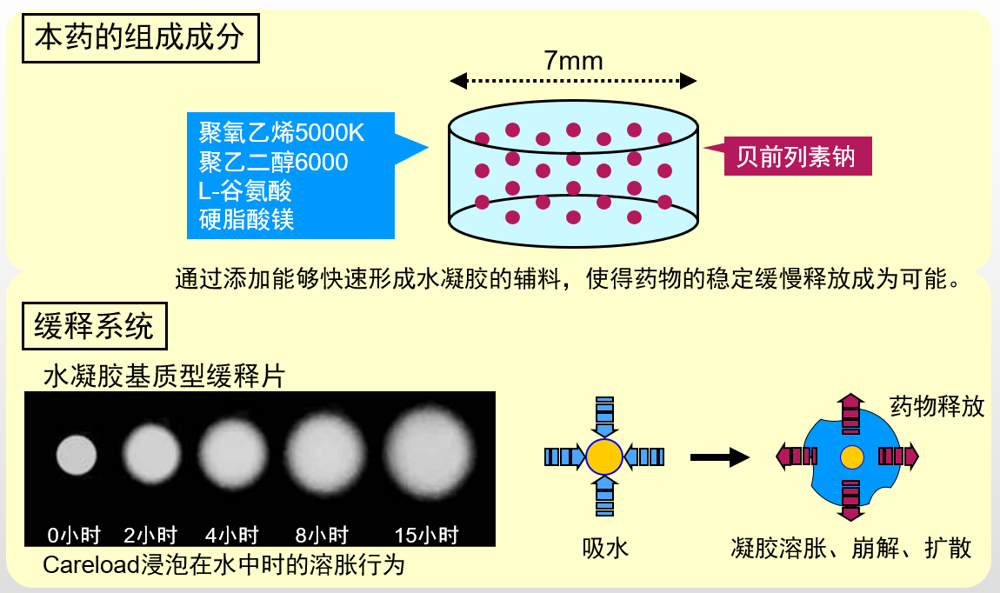 本药的组成成分
7mm
聚氧乙烯5000K
聚乙二醇6000
L-谷氨酸
硬脂酸镁
贝前列素钠
通过添加能够快速形成水凝胶的辅料，使得药物的稳定缓慢释放成为可能。
缓释系统
水凝胶基质型缓释片
0小时
2小时
4小时
8小时
15小时
Careload浸泡在水中时的溶胀行为
吸水
药物释放
凝胶溶胀、崩解、扩散